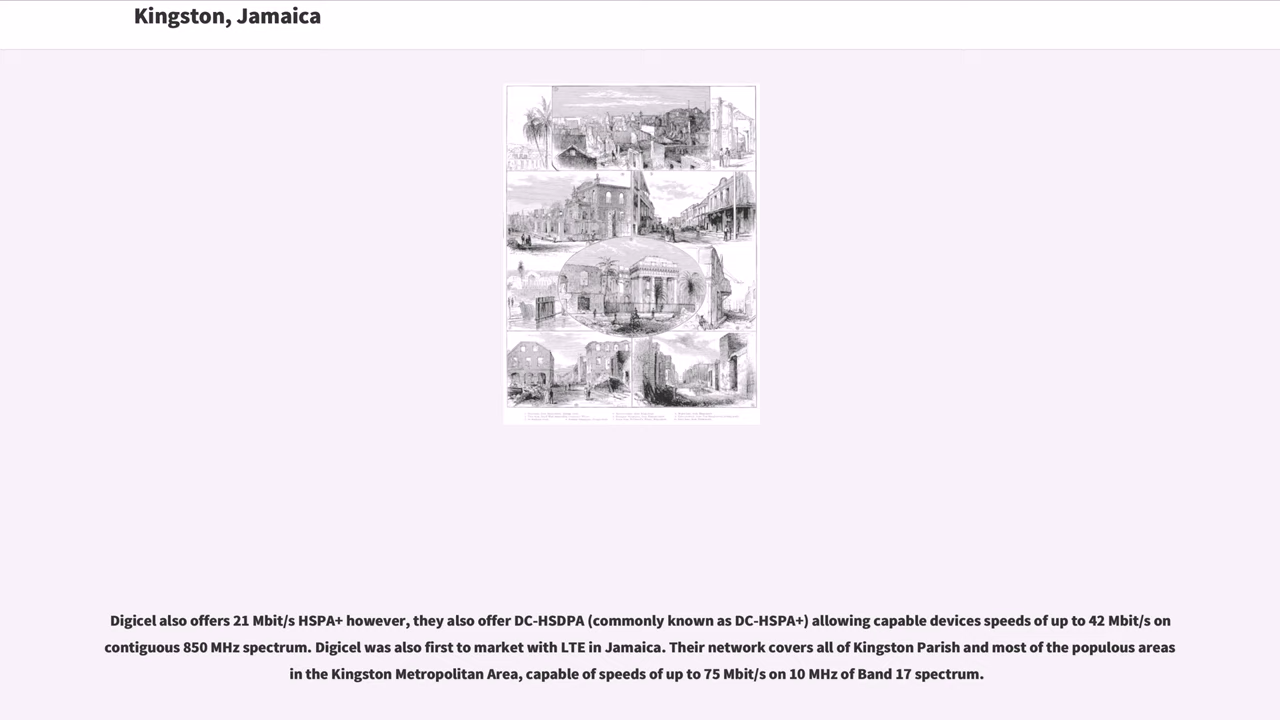 Kingston, Jamaica
Digicel also offers 21 Mbit/s HSPA+ however, they also offer DC-HSDPA (commonly known as DC-HSPA+) allowing capable devices speeds of up to 42 Mbit/s on
contiguous 850 MHz spectrum. Digicel was also first to market with LTE in Jamaica. Their network covers all of Kingston Parish and most of the populous areas
in the Kingston Metropolitan Area, capable of speeds of up to 75 Mbit/s on 10 MHz of Band 17 spectrum.